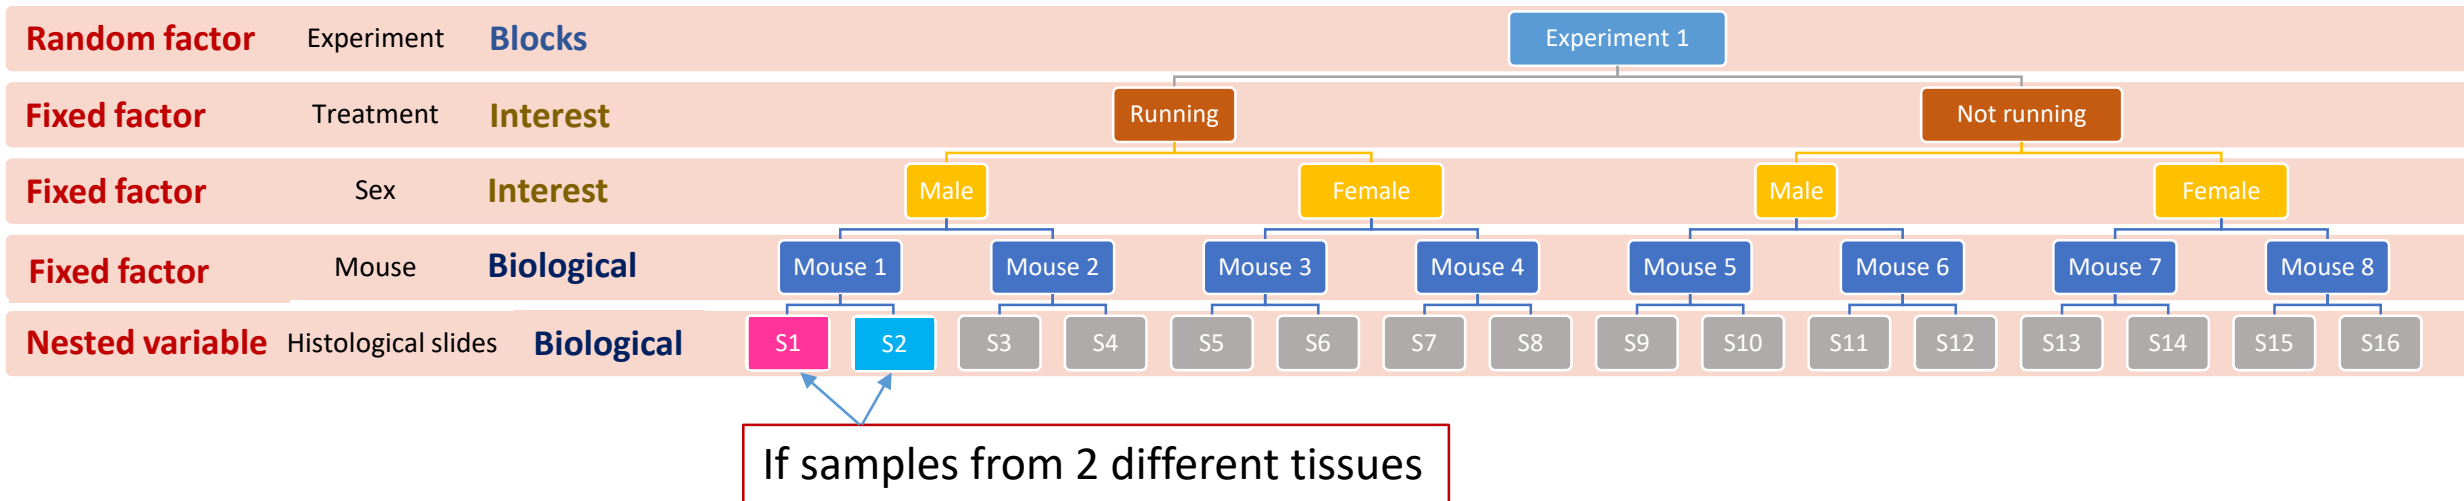 Random factor Experiment Blocks Experiment 1
Fixed factor Treatment Interest Running Not running
Fixed factor Sex Interest Male Female Male Female
Fixed factor Mouse Biological Mouse 1 Mouse 2 Mouse 3 Mouse 4 Mouse 5 Mouse 6 Mouse 7 Mouse 8
Nested variable Histological slides Biological S1 S2 S3 S4 S5 S6 S7 S8 S9 S10 S11 S12 S13 S14 S15 S16
If samples from 2 different tissues